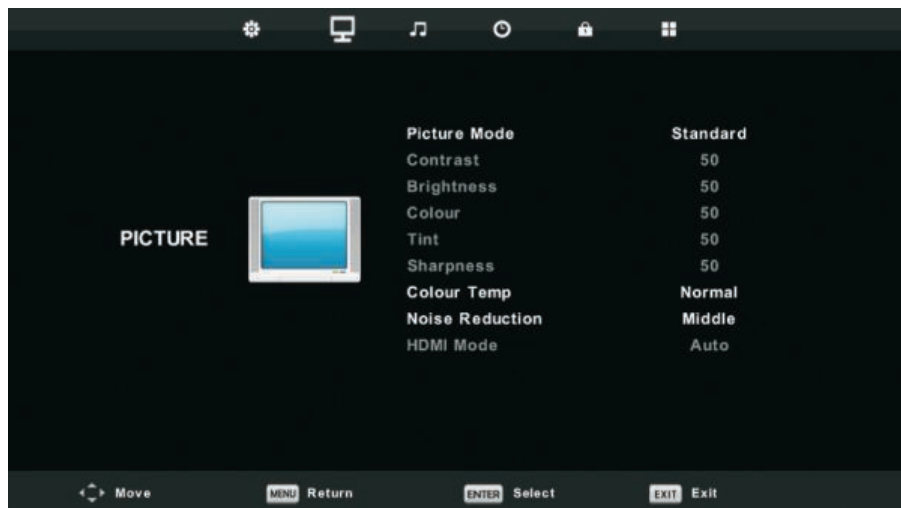 Picture Mode Standard
Contrast 50
Brightness 50
Colour 50
PICTURE
Tint 50
Sharpness 50
Colour Temp Normal
Noise Reduction Middle
HDMI Mode Auto
Move MENU Return ENTER Select EXIT Exit